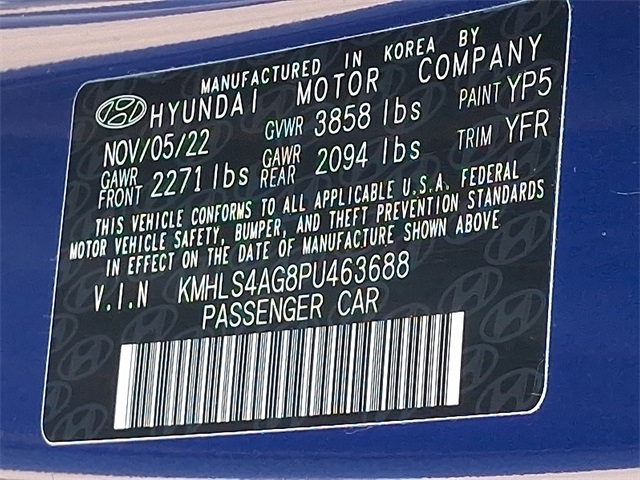 MANUFACTURED IN KOREA BY
HYUNDAI MOTOR COMPANY
NOV/05/22 GVWR 3858 lbs PAINT YP5
GAWR FRONT 2271 lbs GAWR REAR 2094 lbs TRIM YFR
THIS VEHICLE CONFORMS TO ALL APPLICABLE U.S.A. FEDERAL
MOTOR VEHICLE SAFETY, BUMPER, AND THEFT PREVENTION STANDARDS
IN EFFECT ON THE DATE OF MANUFACTURE SHOWN ABOVE
V.I.N KMHLS4AG8PU463688
PASSENGER CAR